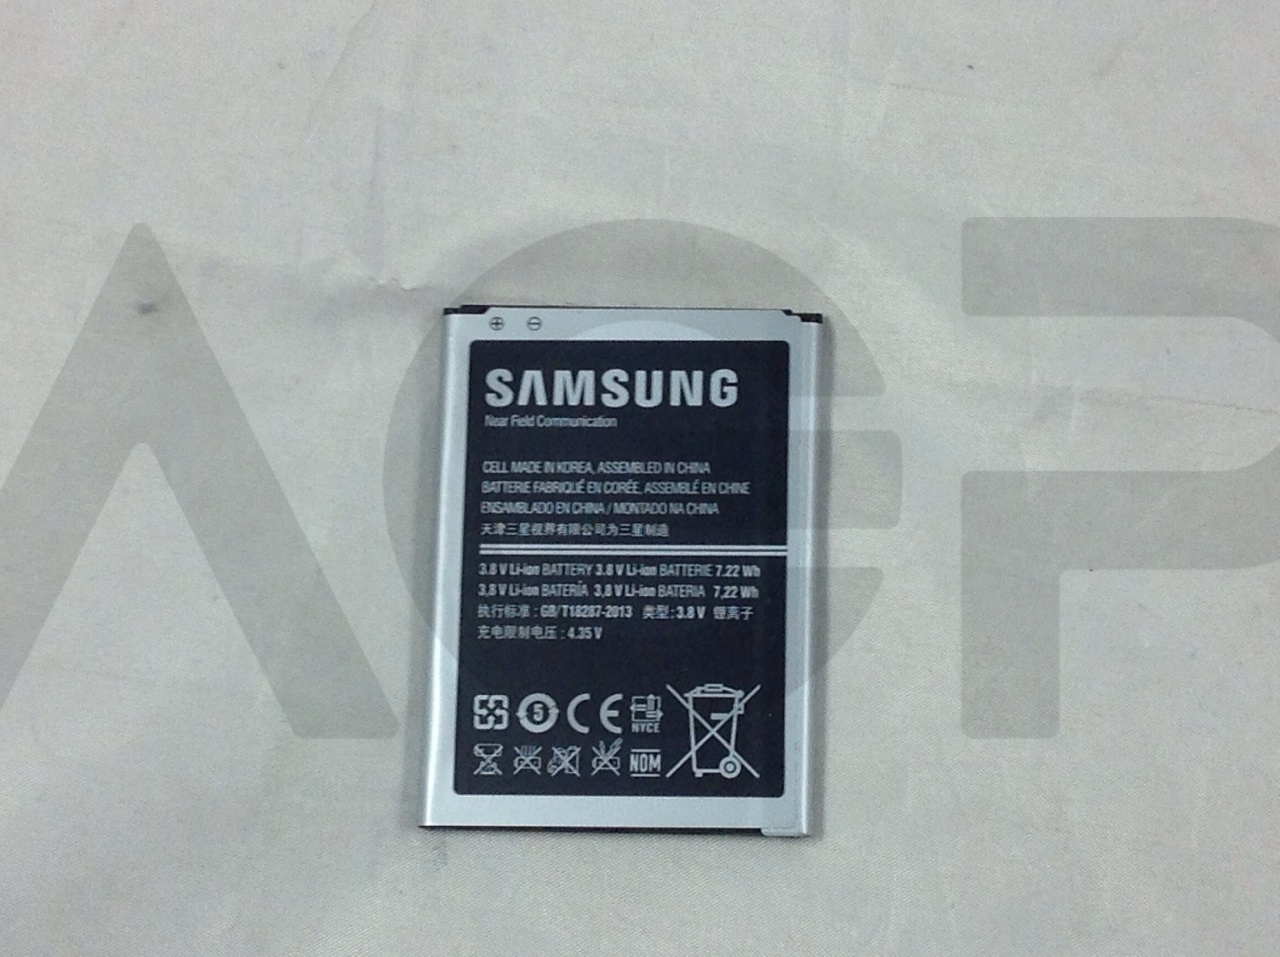 SAMSUNG
Near Field Communication
CELL MADE IN KOREA, ASSEMBLED IN CHINA
BATTERIE FABRIQUÉ EN CORÉE, ASSEMBLÉ EN CHINE
ENSAMBLADO EN CHINA / MONTADO NA CHINA
天津三星视界有限公司为三星制造
3.8 V Li-ion BATTERY 3.8 V Li-ion BATTERIE 7.22 Wh
3,8 V Li-ion BATERÍA 3,8 V Li-ion BATERIA 7,22 Wh
执行标准 : GB/T18287-2013 类型 : 3.8 V 锂离子
充电限制电压 : 4.35 V
5 CE NYCE
NOM
AGP